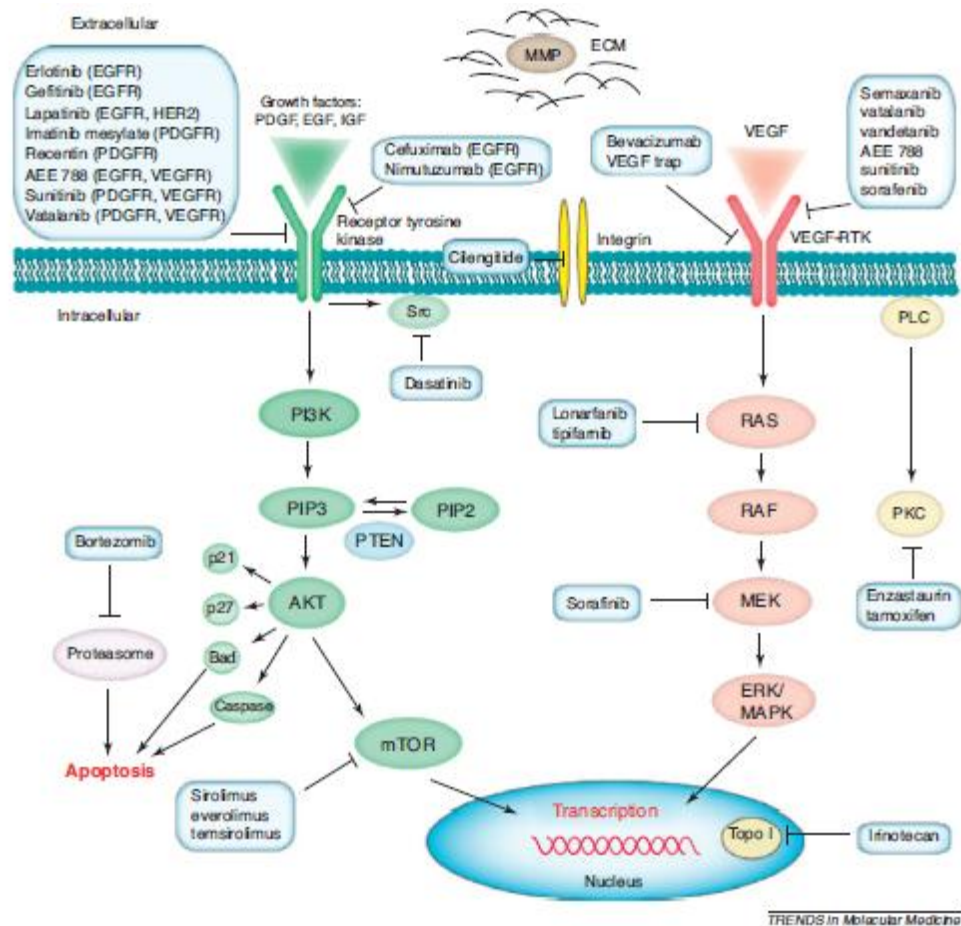 Extracellular
Erlotinib (EGFR)
Gefitinib (EGFR)
Lapatinib (EGFR, HER2)
Imatinib mesylate (PDGFR)
Recentin (PDGFR)
AEE 788 (EGFR, VEGFR)
Sunitinib (PDGFR, VEGFR)
Vatalanib (PDGFR, VEGFR)
Growth factors:
PDGF, EGF, IGF
Cefuximab (EGFR)
Nimutuzumab (EGFR)
Receptor tyrosine
kinase
MMP
ECM
Bevacizumab
VEGF trap
VEGF
Semaxanib
vatalanib
vandetanib
AEE 788
sunitinib
sorafenib
VEGF-RTK
Cilengitide
Integrin
Intracellular
Src
Dasatinib
PLC
PI3K
Lonarfanib
tipifarnib
RAS
PIP3
PIP2
PTEN
RAF
PKC
Bortezomib
p21
p27
AKT
Sorafinib
MEK
Enzastaurin
tamoxifen
Proteasome
Bad
Caspase
ERK/
MAPK
Apoptosis
mTOR
Sirolimus
everolimus
temsirolimus
Transcription
Topo I
Irinotecan
Nucleus
TRENDS in Molecular Medicine